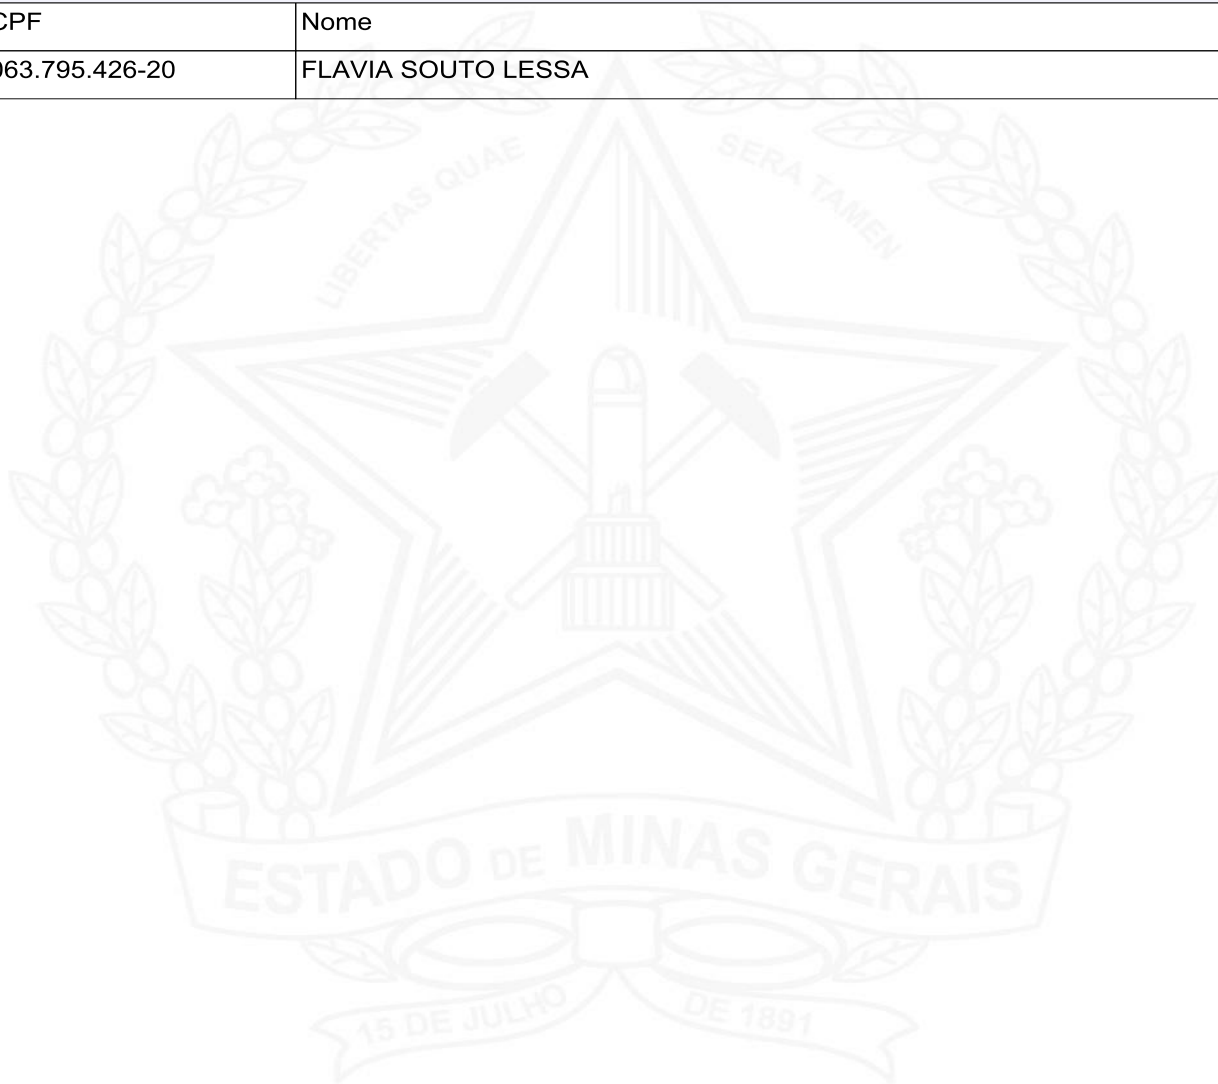 CPF Nome
063.795.426-20 FLAVIA SOUTO LESSA
LIBERTAS QUAE SERA TAMEN
ESTADO DE MINAS GERAIS
15 DE JULHO DE 1891